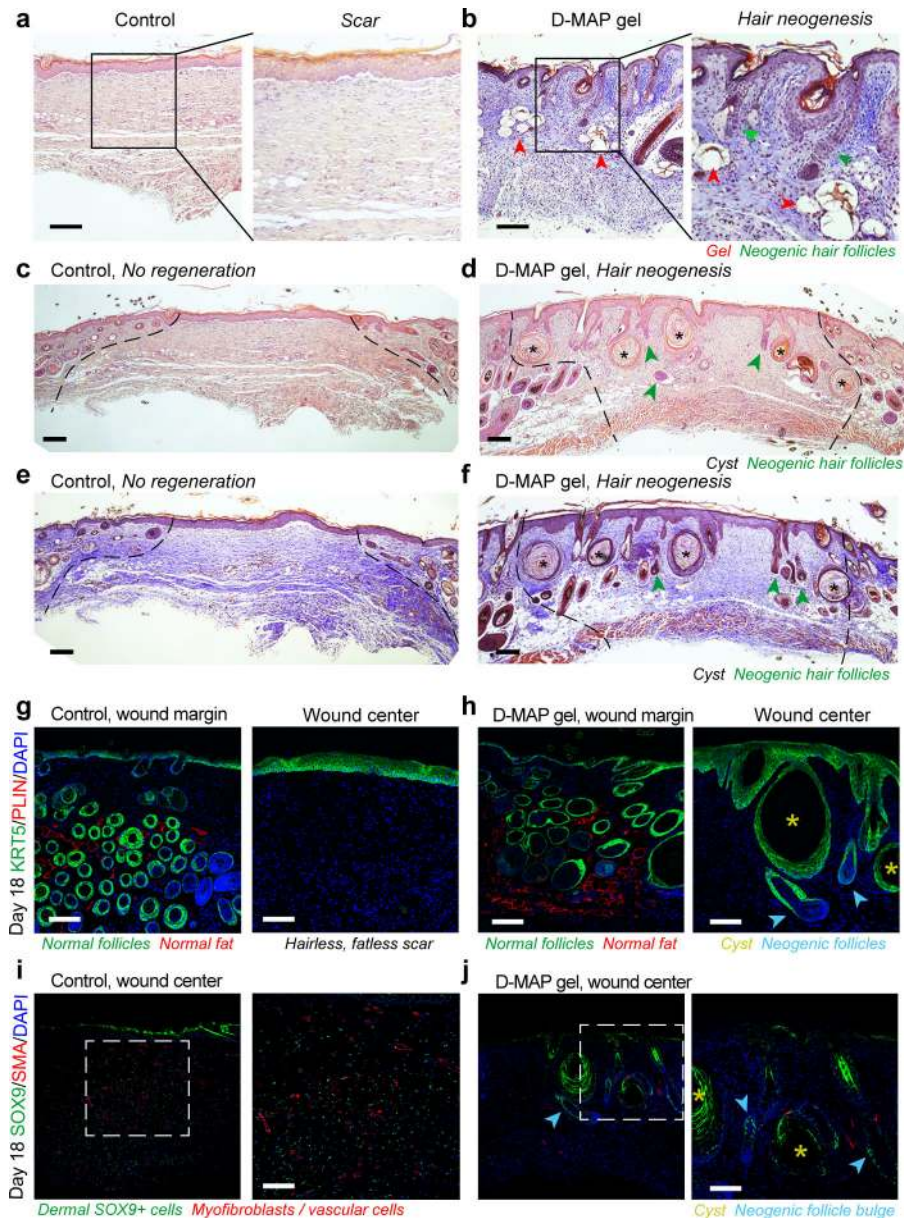 a Control Scar
b D-MAP gel Hair neogenesis
Gel Neogenic hair follicles
c Control, No regeneration
d D-MAP gel, Hair neogenesis
Cyst Neogenic hair follicles
* * * * *
e Control, No regeneration
f D-MAP gel, Hair neogenesis
* * * *
Cyst Neogenic hair follicles
Day 18 KRT5/PLIN/DAPI
g Control, wound margin Wound center
Normal follicles Normal fat Hairless, fatless scar
h D-MAP gel, wound margin Wound center
* *
Normal follicles Normal fat Cyst Neogenic follicles
Day 18 SOX9/SMA/DAPI
i Control, wound center
Dermal SOX9+ cells Myofibroblasts / vascular cells
j D-MAP gel, wound center
* *
Cyst Neogenic follicle bulge